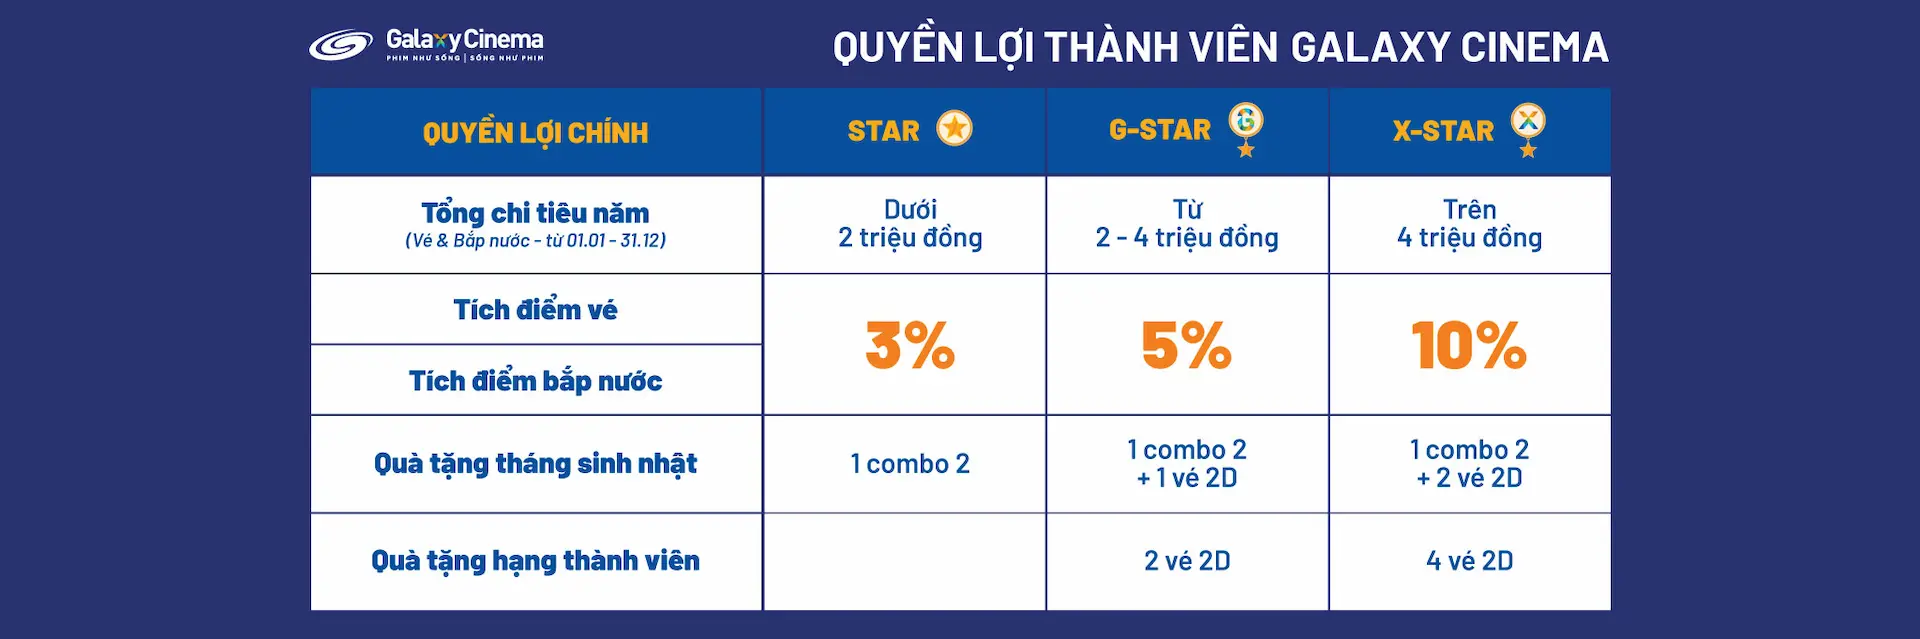 Galaxy Cinema
PHIM NHƯ SỐNG | SỐNG NHƯ PHIM
QUYỀN LỢI THÀNH VIÊN GALAXY CINEMA
QUYỀN LỢI CHÍNH
STAR
G-STAR
G
X-STAR
X
Tổng chi tiêu năm
(Vé & Bắp nước - từ 01.01 - 31.12)
Dưới
2 triệu đồng
Từ
2 - 4 triệu đồng
Trên
4 triệu đồng
Tích điểm vé
Tích điểm bắp nước
3%
5%
10%
Quà tặng tháng sinh nhật
1 combo 2
1 combo 2
+ 1 vé 2D
1 combo 2
+ 2 vé 2D
Quà tặng hạng thành viên
2 vé 2D
4 vé 2D